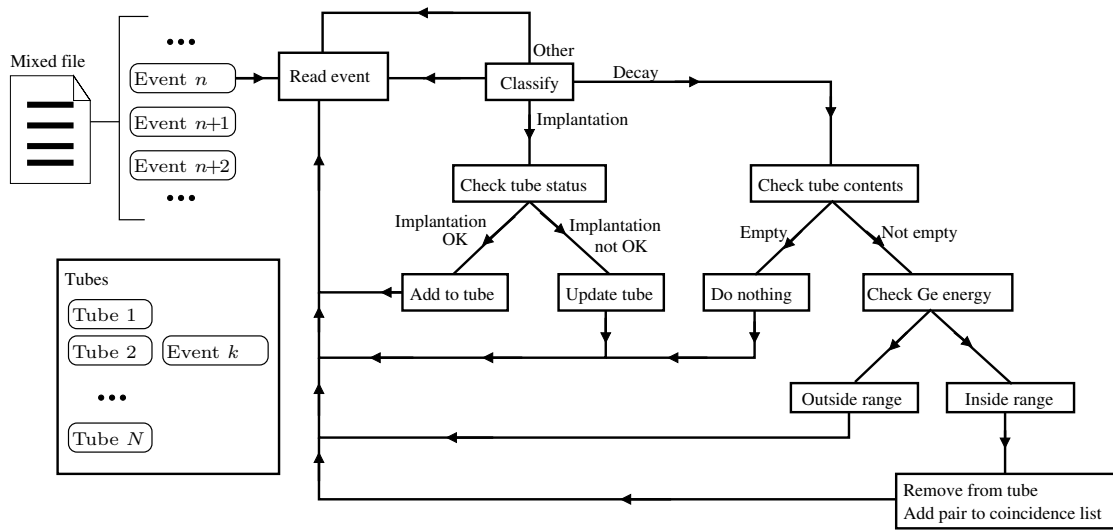 Mixed file
•••
Event n
Event n+1
Event n+2
•••
Read event
Other
Classify
Decay
Implantation
Check tube status
Check tube contents
Implantation
OK
Implantation
not OK
Empty
Not empty
Add to tube
Update tube
Do nothing
Check Ge energy
Outside range
Inside range
Remove from tube
Add pair to coincidence list
Tubes
Tube 1
Tube 2
Event k
•••
Tube N